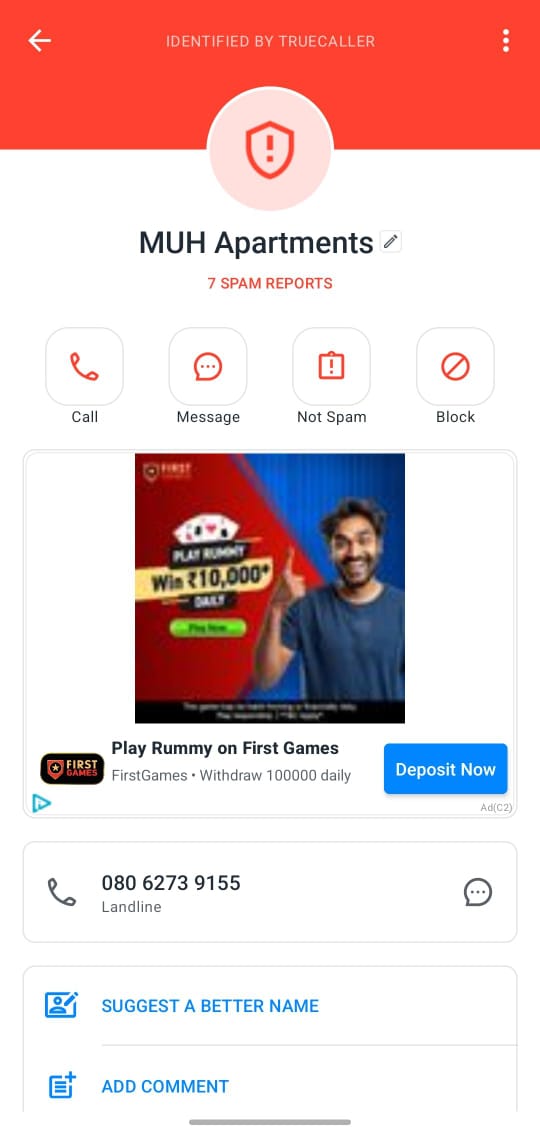 IDENTIFIED BY TRUECALLER
MUH Apartments
7 SPAM REPORTS
Call
Message
Not Spam
Block
FIRST
PLAY RUMMY
Win ₹10,000*
DAILY
Play Now
Play Rummy on First Games
FIRST
GAMES
FirstGames • Withdraw 100000 daily
Deposit Now
Ad(C2)
080 6273 9155
Landline
SUGGEST A BETTER NAME
ADD COMMENT